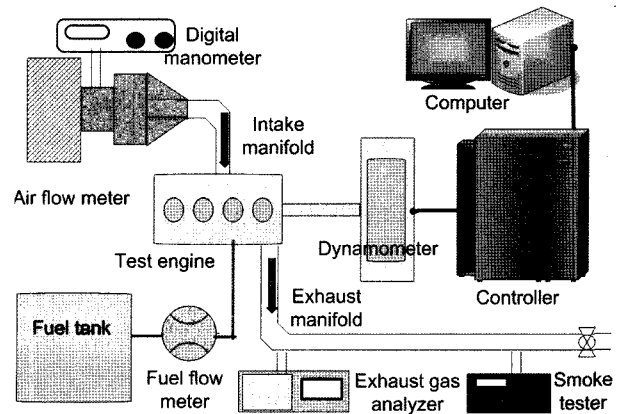 Digital
manometer
Computer
Intake
manifold
Air flow meter
Dynamometer
Test engine
Controller
Exhaust
manifold
Fuel tank
Fuel flow
meter
Exhaust gas
analyzer
Smoke
tester